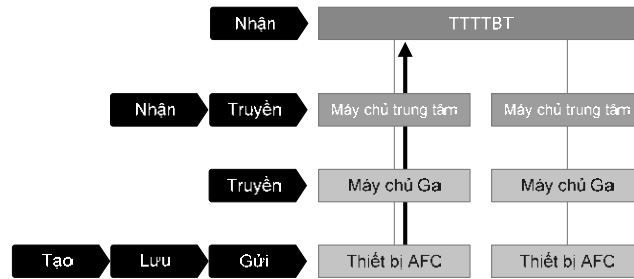 Nhận TTTTBT
Nhận Truyền Máy chủ trung tâm Máy chủ trung tâm
Truyền Máy chủ Ga Máy chủ Ga
Tạo Lưu Gửi Thiết bị AFC Thiết bị AFC